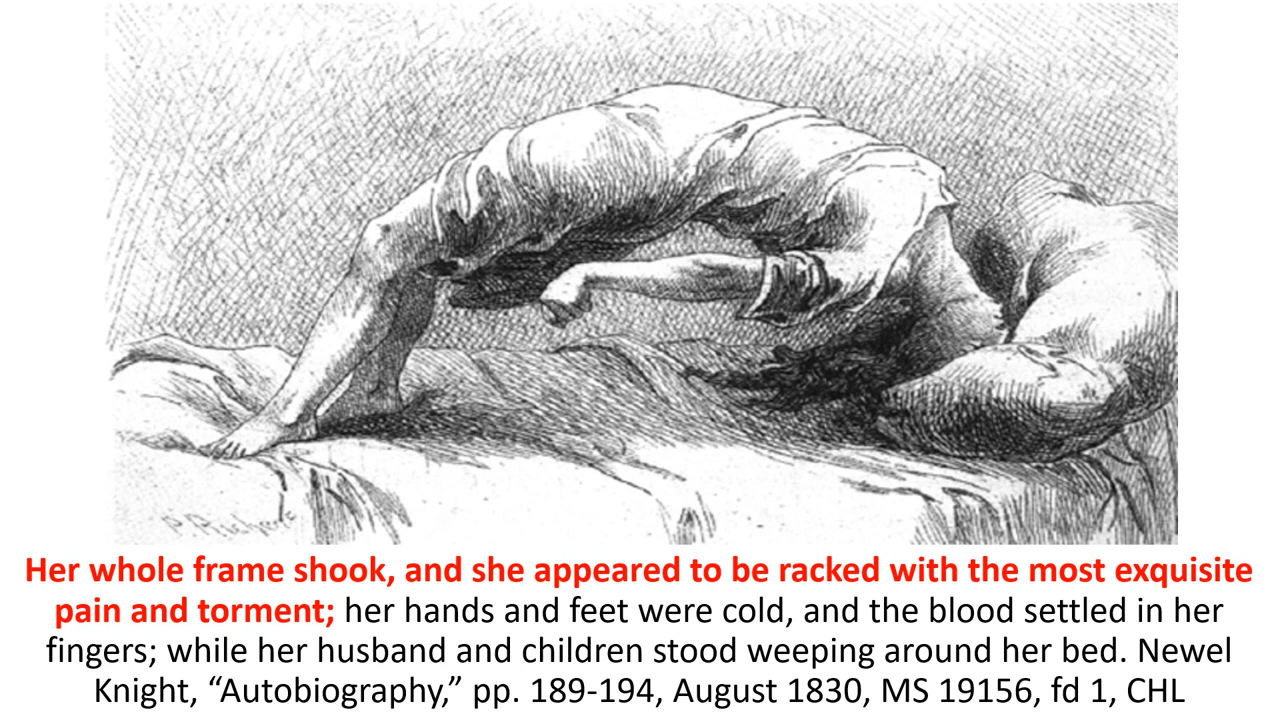 P. Richer
Her whole frame shook, and she appeared to be racked with the most exquisite
pain and torment; her hands and feet were cold, and the blood settled in her
fingers; while her husband and children stood weeping around her bed. Newel
Knight, “Autobiography,” pp. 189-194, August 1830, MS 19156, fd 1, CHL